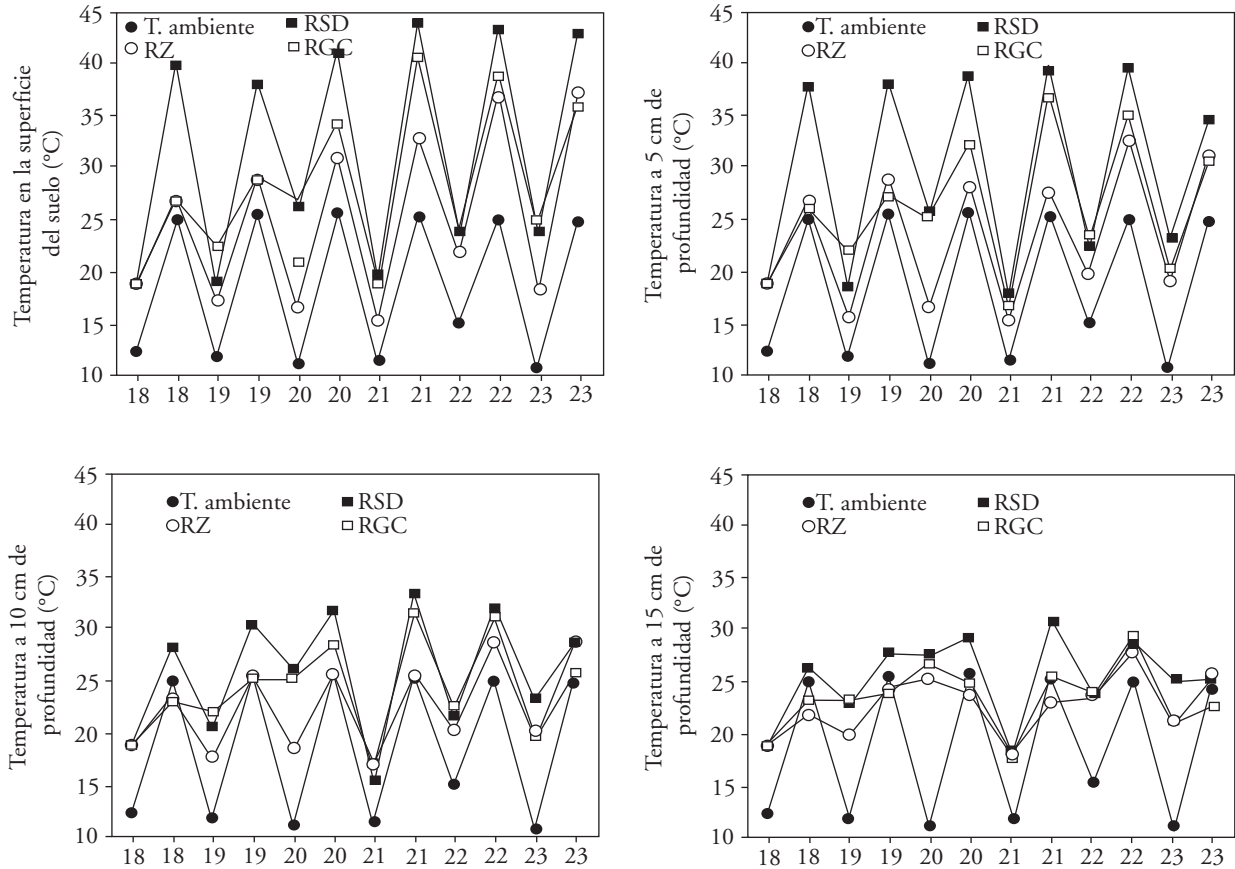 45
40
35
30
25
20
15
10
Temperatura en la superficie
del suelo (°C)
T. ambiente
RSD
RZ
RGC
18 18 19 19 20 20 21 21 22 22 23 23
45
40
35
30
25
20
15
10
Temperatura a 5 cm de
profundidad (°C)
T. ambiente
RSD
RZ
RGC
18 18 19 19 20 20 21 21 22 22 23 23
45
40
35
30
25
20
15
10
Temperatura a 10 cm de
profundidad (°C)
T. ambiente
RSD
RZ
RGC
18 18 19 19 20 20 21 21 22 22 23 23
45
40
35
30
25
20
15
10
Temperatura a 15 cm de
profundidad (°C)
T. ambiente
RSD
RZ
RGC
18 18 19 19 20 20 21 21 22 22 23 23